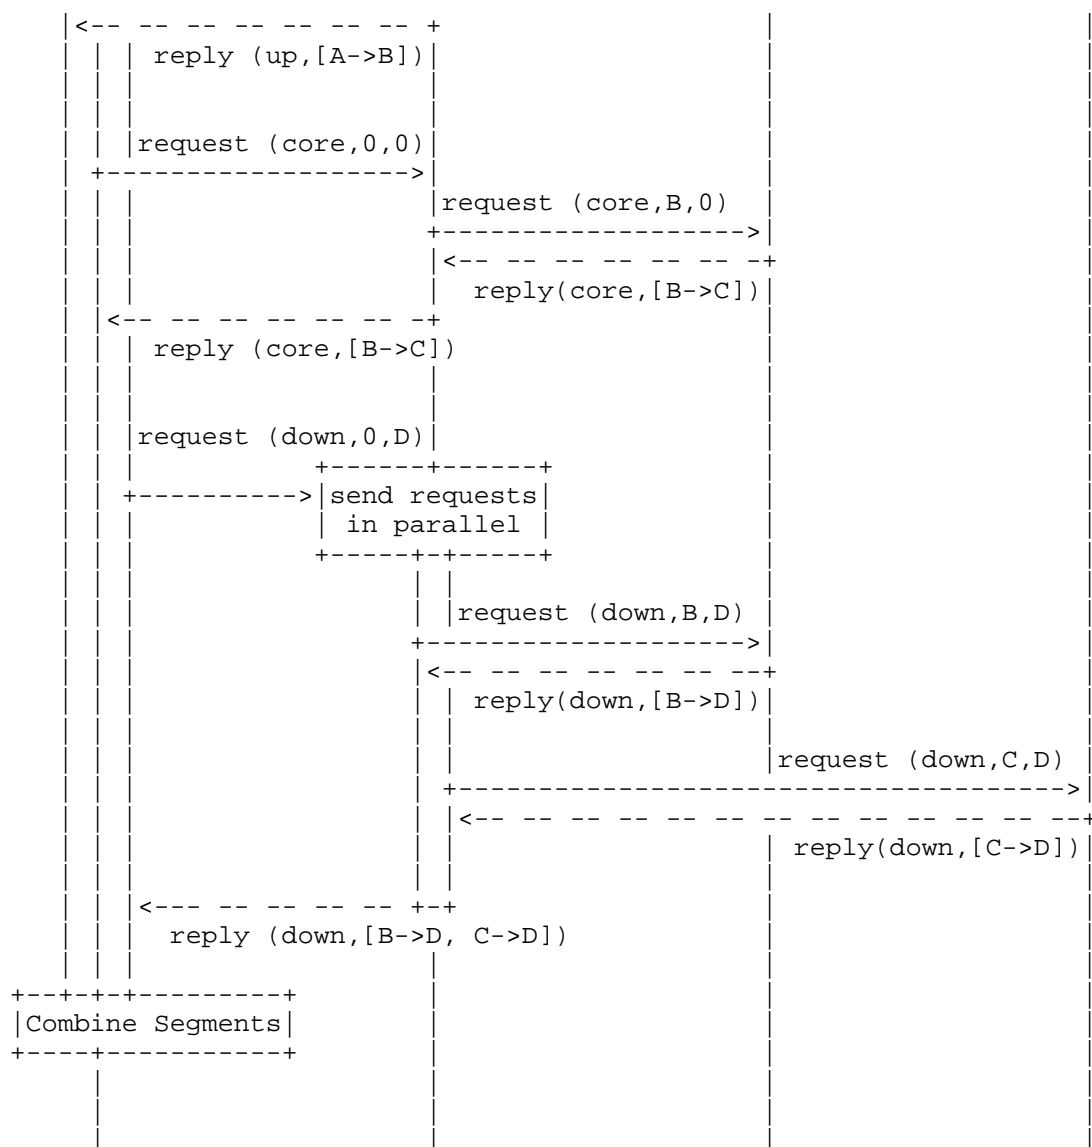 reply (up,[A->B])
request (core,0,0)
request (core,B,0)
reply(core,[B->C])
reply (core,[B->C])
request (down,0,D)
send requests
in parallel
request (down,B,D)
reply(down,[B->D])
request (down,C,D)
reply(down,[C->D])
reply (down,[B->D, C->D])
Combine Segments